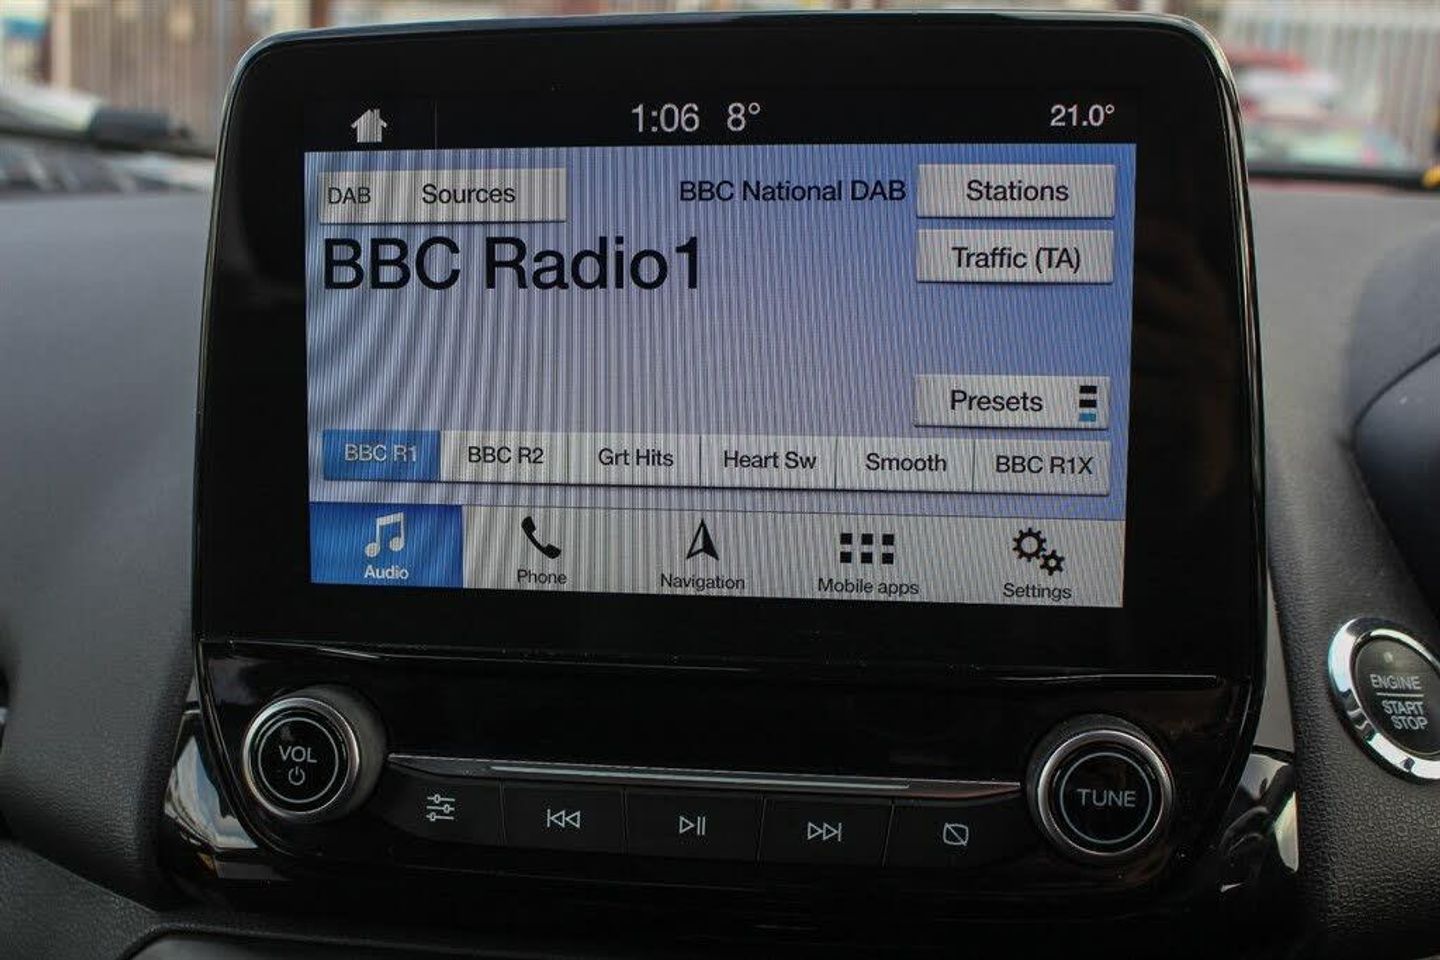 1:06 8° 21.0°
DAB Sources BBC National DAB Stations
BBC Radio1
Traffic (TA)
Presets
BBC R1 BBC R2 Grt Hits Heart Sw Smooth BBC R1X
Audio Phone Navigation Mobile apps Settings
ENGINE
START
STOP
VOL
TUNE